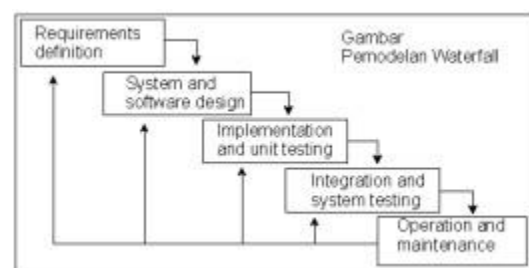 Requirements
definition
Gambar
Pemodelan Waterfall
System and
software design
Implementation
and unit testing
Integration and
system testing
Operation and
maintenance